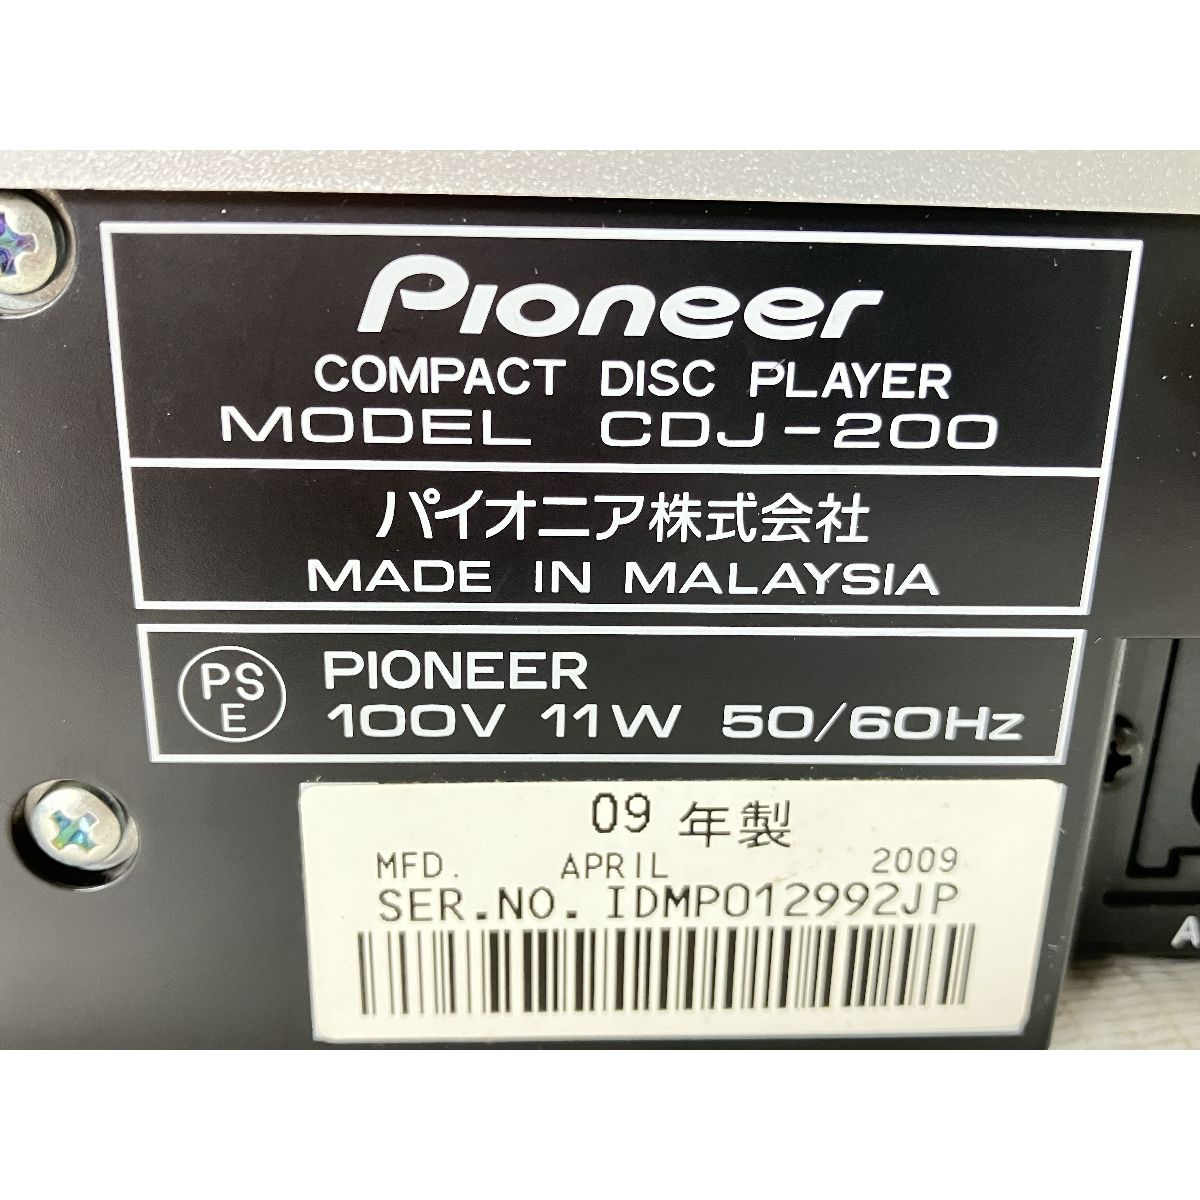 Pioneer
COMPACT DISC PLAYER
MODEL CDJ-200
パイオニア株式会社
MADE IN MALAYSIA
PS
E
PIONEER
100V 11W 50/60Hz
09 年製
MFD. APRIL 2009
SER.NO. IDMP012992JP